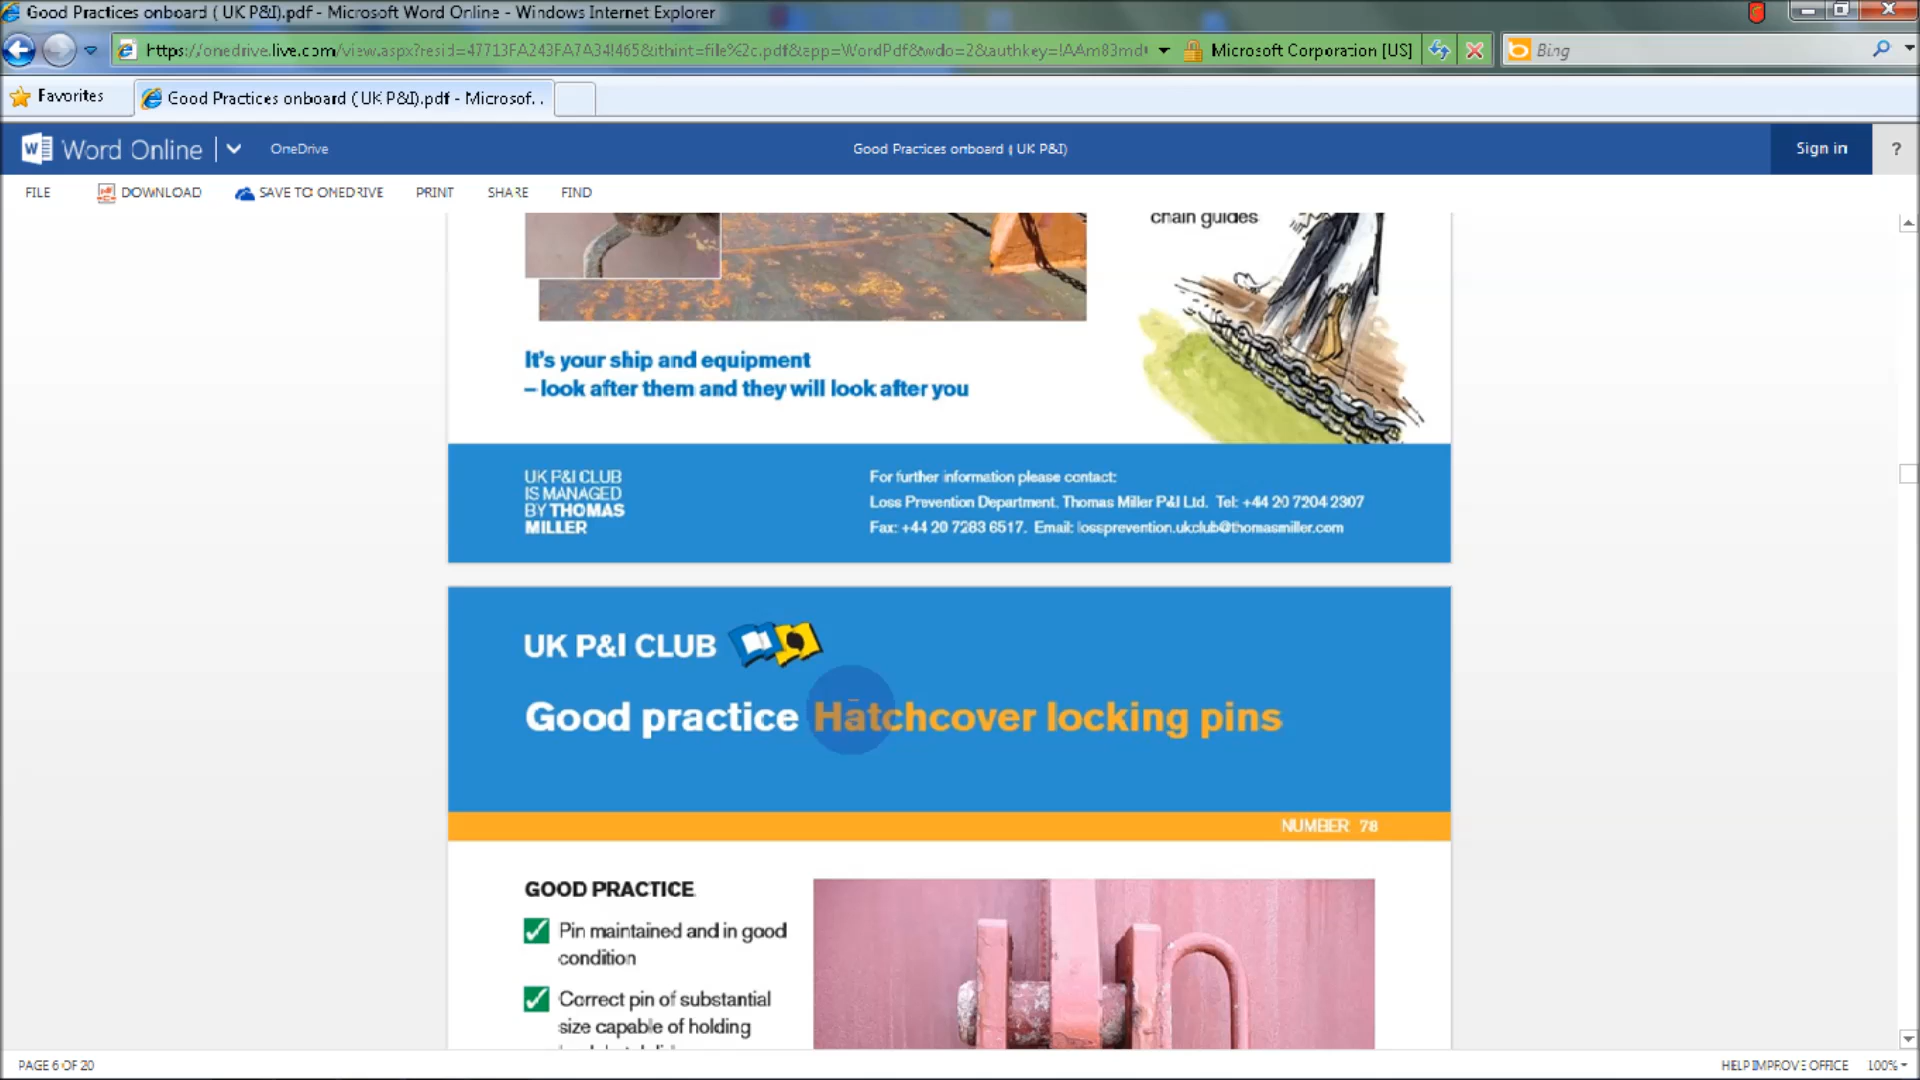 Good Practices onboard ( UK P&I).pdf - Microsoft Word Online - Windows Internet Explorer
Microsoft Corporation [US]
Bing
Favorites
Good Practices onboard ( UK P&I).pdf - Microsof...
Word Online
OneDrive
Good Practices onboard ( UK P&I)
Sign in
?
FILE
DOWNLOAD
SAVE TO ONEDRIVE
PRINT
SHARE
FIND
chain guides
It's your ship and equipment
– look after them and they will look after you
UK P&I CLUB
IS MANAGED
BY THOMAS
MILLER
For further information please contact:
Loss Prevention Department, Thomas Miller P&I Ltd. Tel: +44 20 7204 2307
Fax: +44 20 7283 6517. Email: lossprevention.ukclub@thomasmiller.com
UK P&I CLUB
Good practice Hatchcover locking pins
NUMBER 78
GOOD PRACTICE
Pin maintained and in good
condition
Correct pin of substantial
size capable of holding
PAGE 6 OF 20
HELP IMPROVE OFFICE
100%